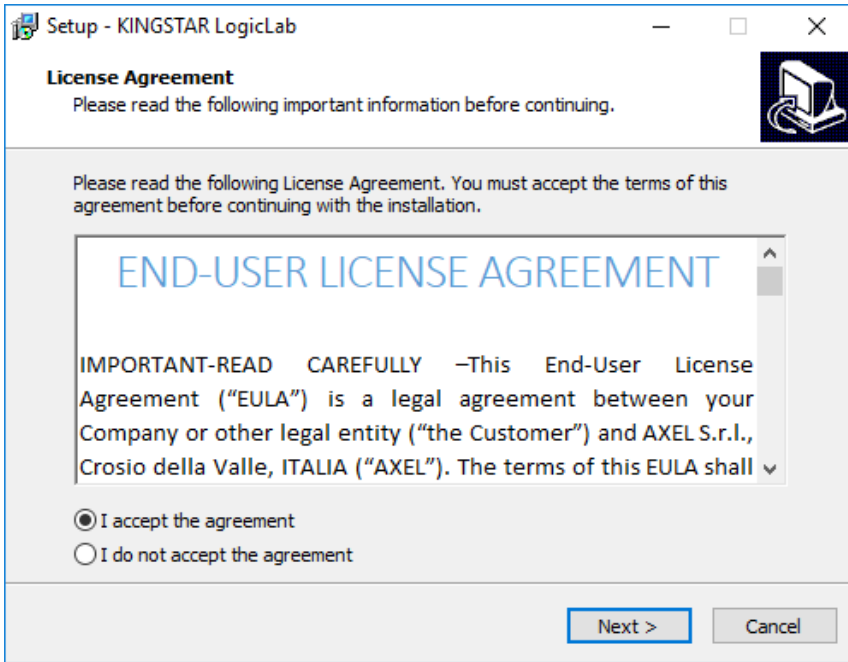 Setup - KINGSTAR LogicLab
License Agreement
Please read the following important information before continuing.
Please read the following License Agreement. You must accept the terms of this
agreement before continuing with the installation.
END-USER LICENSE AGREEMENT
IMPORTANT-READ CAREFULLY –This End-User License
Agreement (“EULA”) is a legal agreement between your
Company or other legal entity (“the Customer”) and AXEL S.r.l.,
Crosio della Valle, ITALIA (“AXEL”). The terms of this EULA shall
I accept the agreement
I do not accept the agreement
Next >
Cancel